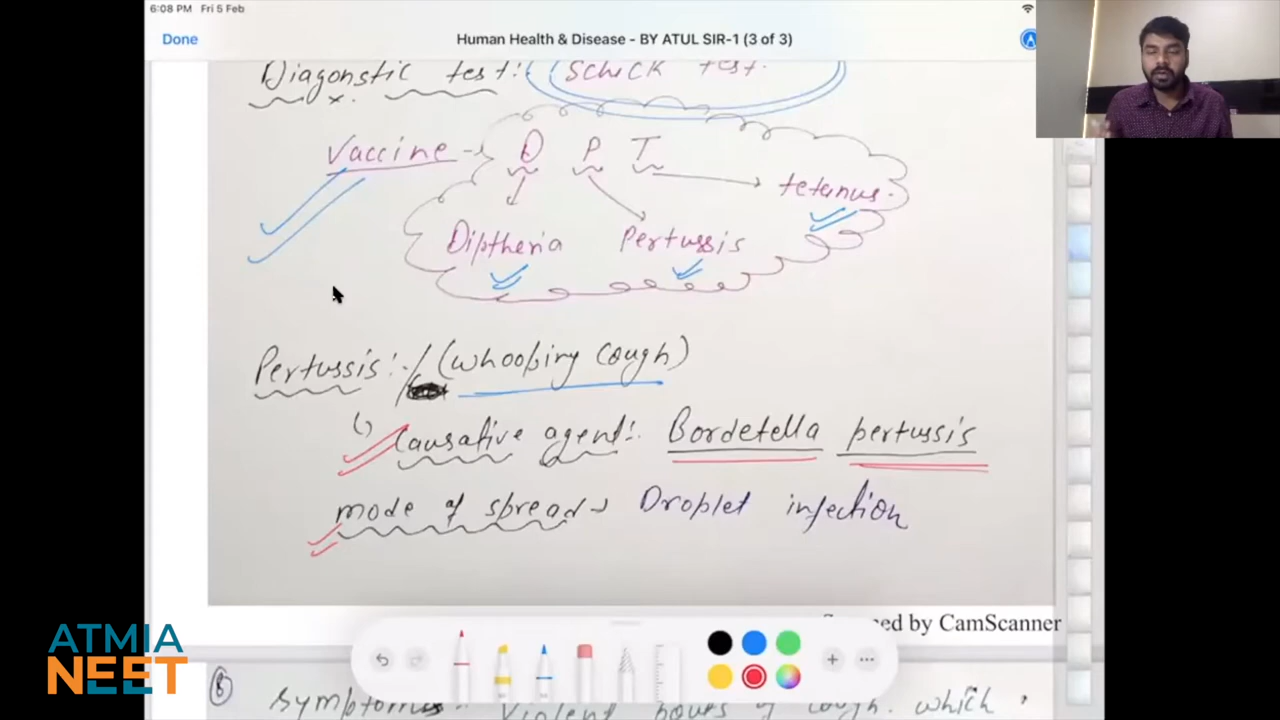 6:08 PM Fri 5 Feb
Done
Human Health & Disease - BY ATUL SIR-1 (3 of 3)
Diagonstic test:
Schick test.
Vaccine → D P T
tetanus.
Diptheria Pertussis
Pertussis:- / (whooping cough)
Causative agent: Bordetella pertussis
mode of spread → Droplet infection
ed by CamScanner
ATMIA
NEET
8 Symptoms of cough. which